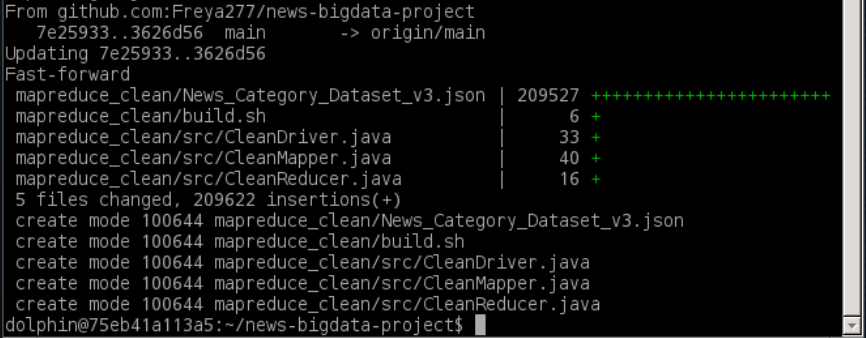 From github.com:Freya277/news-bigdata-project
   7e25933..3626d56  main       -> origin/main
Updating 7e25933..3626d56
Fast-forward
 mapreduce_clean/News_Category_Dataset_v3.json | 209527 +++++++++++++++++++++++
 mapreduce_clean/build.sh                      |      6 +
 mapreduce_clean/src/CleanDriver.java          |     33 +
 mapreduce_clean/src/CleanMapper.java          |     40 +
 mapreduce_clean/src/CleanReducer.java         |     16 +
 5 files changed, 209622 insertions(+)
 create mode 100644 mapreduce_clean/News_Category_Dataset_v3.json
 create mode 100644 mapreduce_clean/build.sh
 create mode 100644 mapreduce_clean/src/CleanDriver.java
 create mode 100644 mapreduce_clean/src/CleanMapper.java
 create mode 100644 mapreduce_clean/src/CleanReducer.java
dolphin@75eb41a113a5:~/news-bigdata-project$